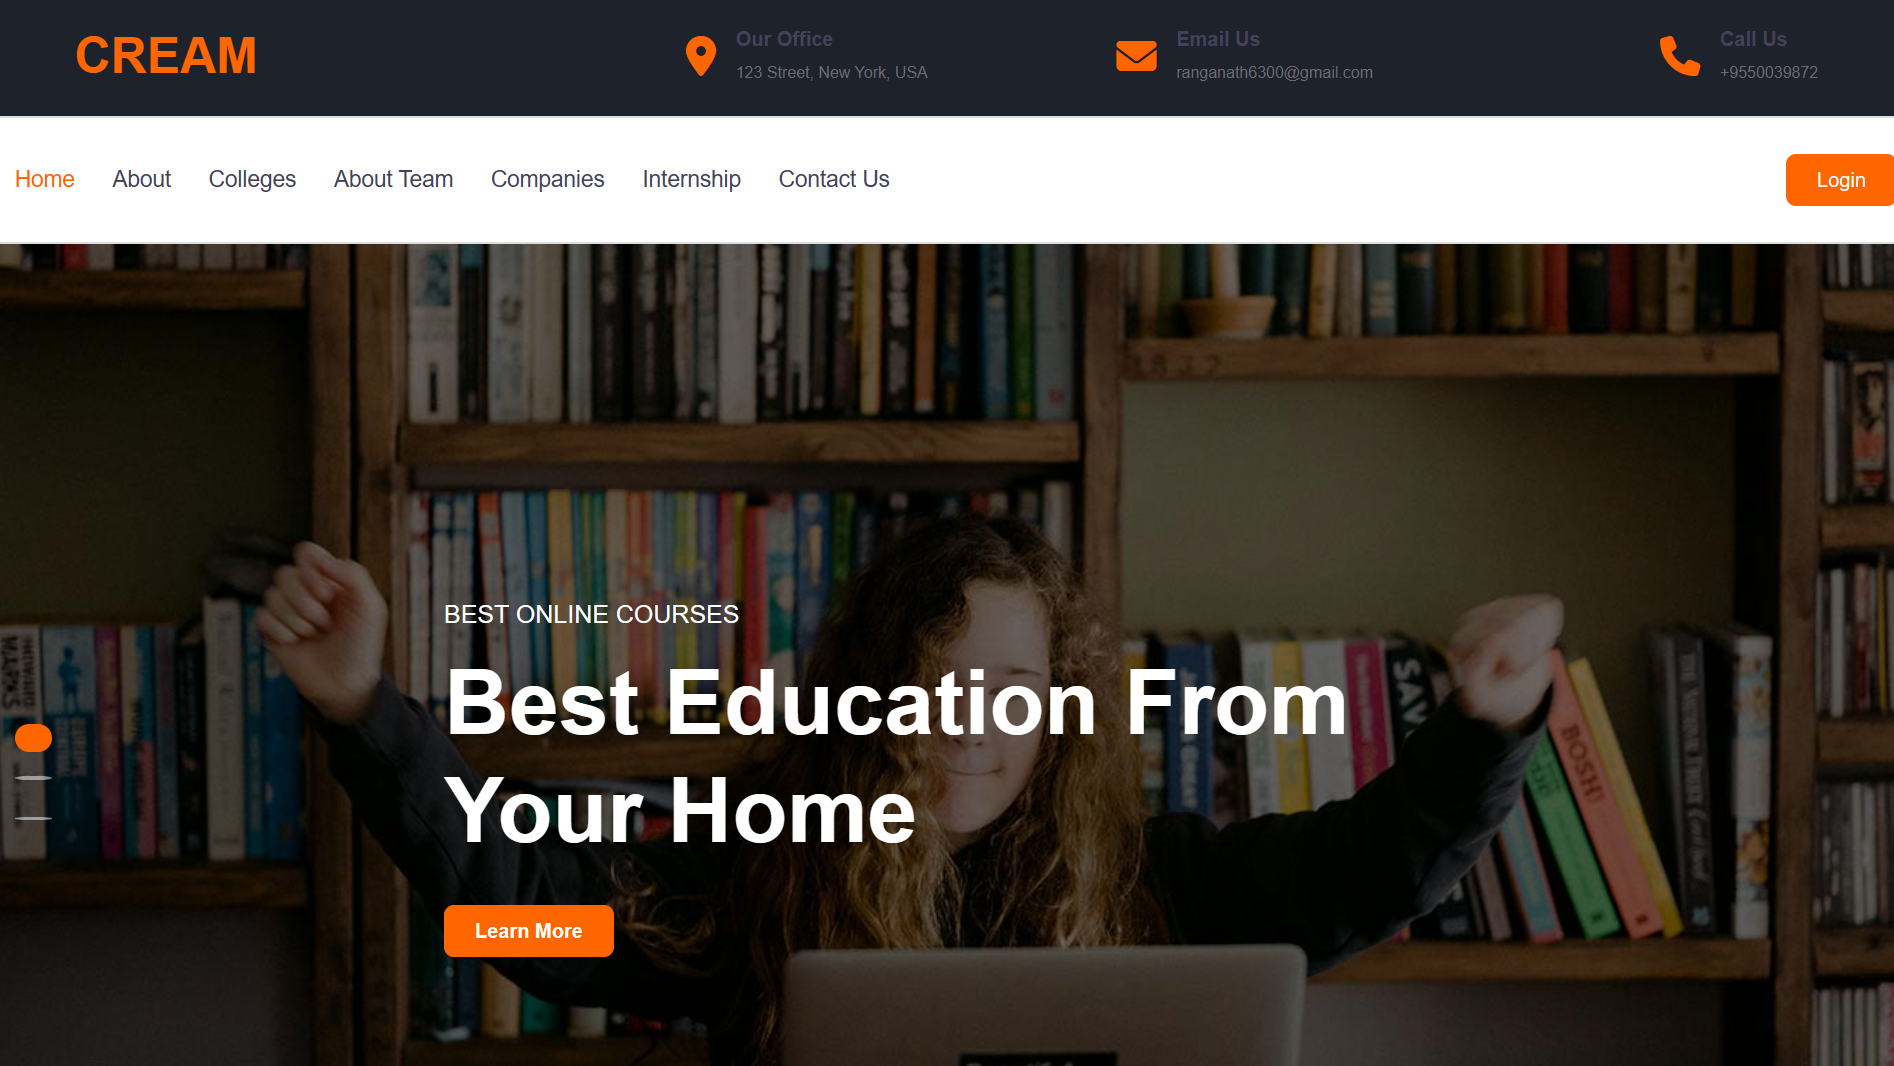 CREAM
Our Office
123 Street, New York, USA
Email Us
ranganath6300@gmail.com
Call Us
+9550039872
Home
About
Colleges
About Team
Companies
Internship
Contact Us
Login
BEST ONLINE COURSES
Best Education From
Your Home
Learn More
BOSH!